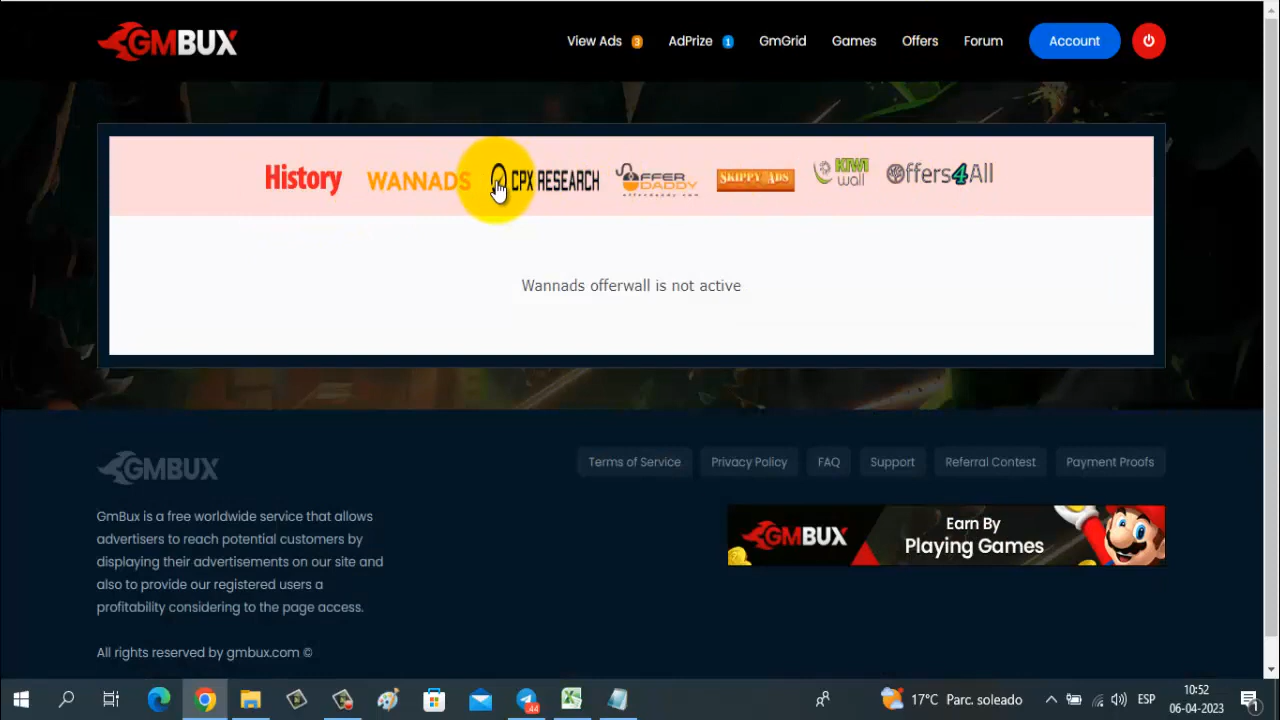 GMBUX
View Ads 3
AdPrize 1
GmGrid
Games
Offers
Forum
Account
History
WANNADS
CPX RESEARCH
OFFER DADDY
offerdaddy.com
SKIPPY ADS
KIWI wall
Offers4All
Wannads offerwall is not active
GMBUX
Terms of Service
Privacy Policy
FAQ
Support
Referral Contest
Payment Proofs
GmBux is a free worldwide service that allows
advertisers to reach potential customers by
displaying their advertisements on our site and
also to provide our registered users a
profitability considering to the page access.
GMBUX
Earn By
Playing Games
All rights reserved by gmbux.com ©
44
17°C Parc. soleado
ESP
10:52
06-04-2023
1